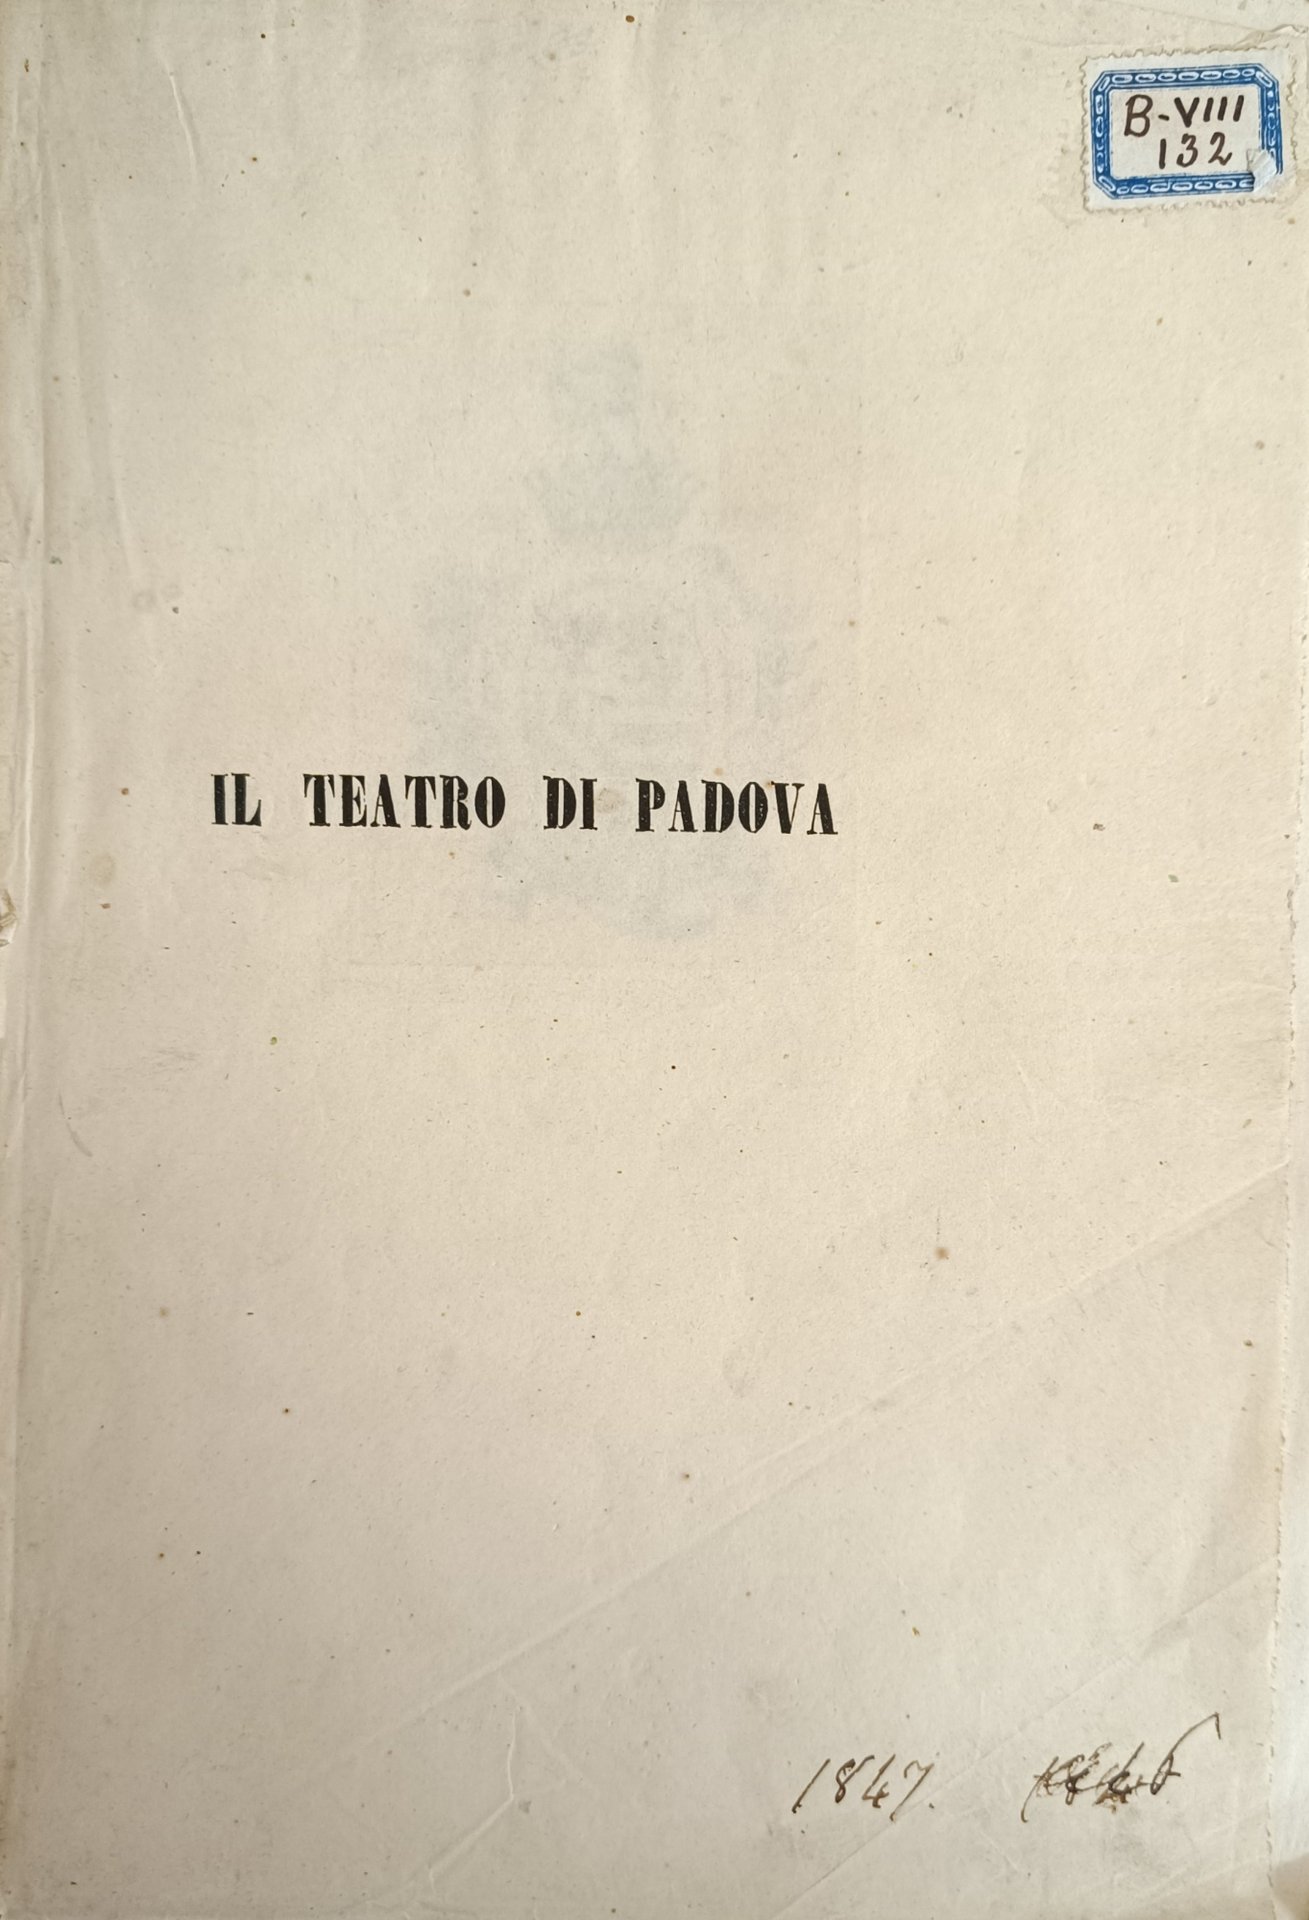 B-VIII
132
IL TEATRO DI PADOVA
1847.